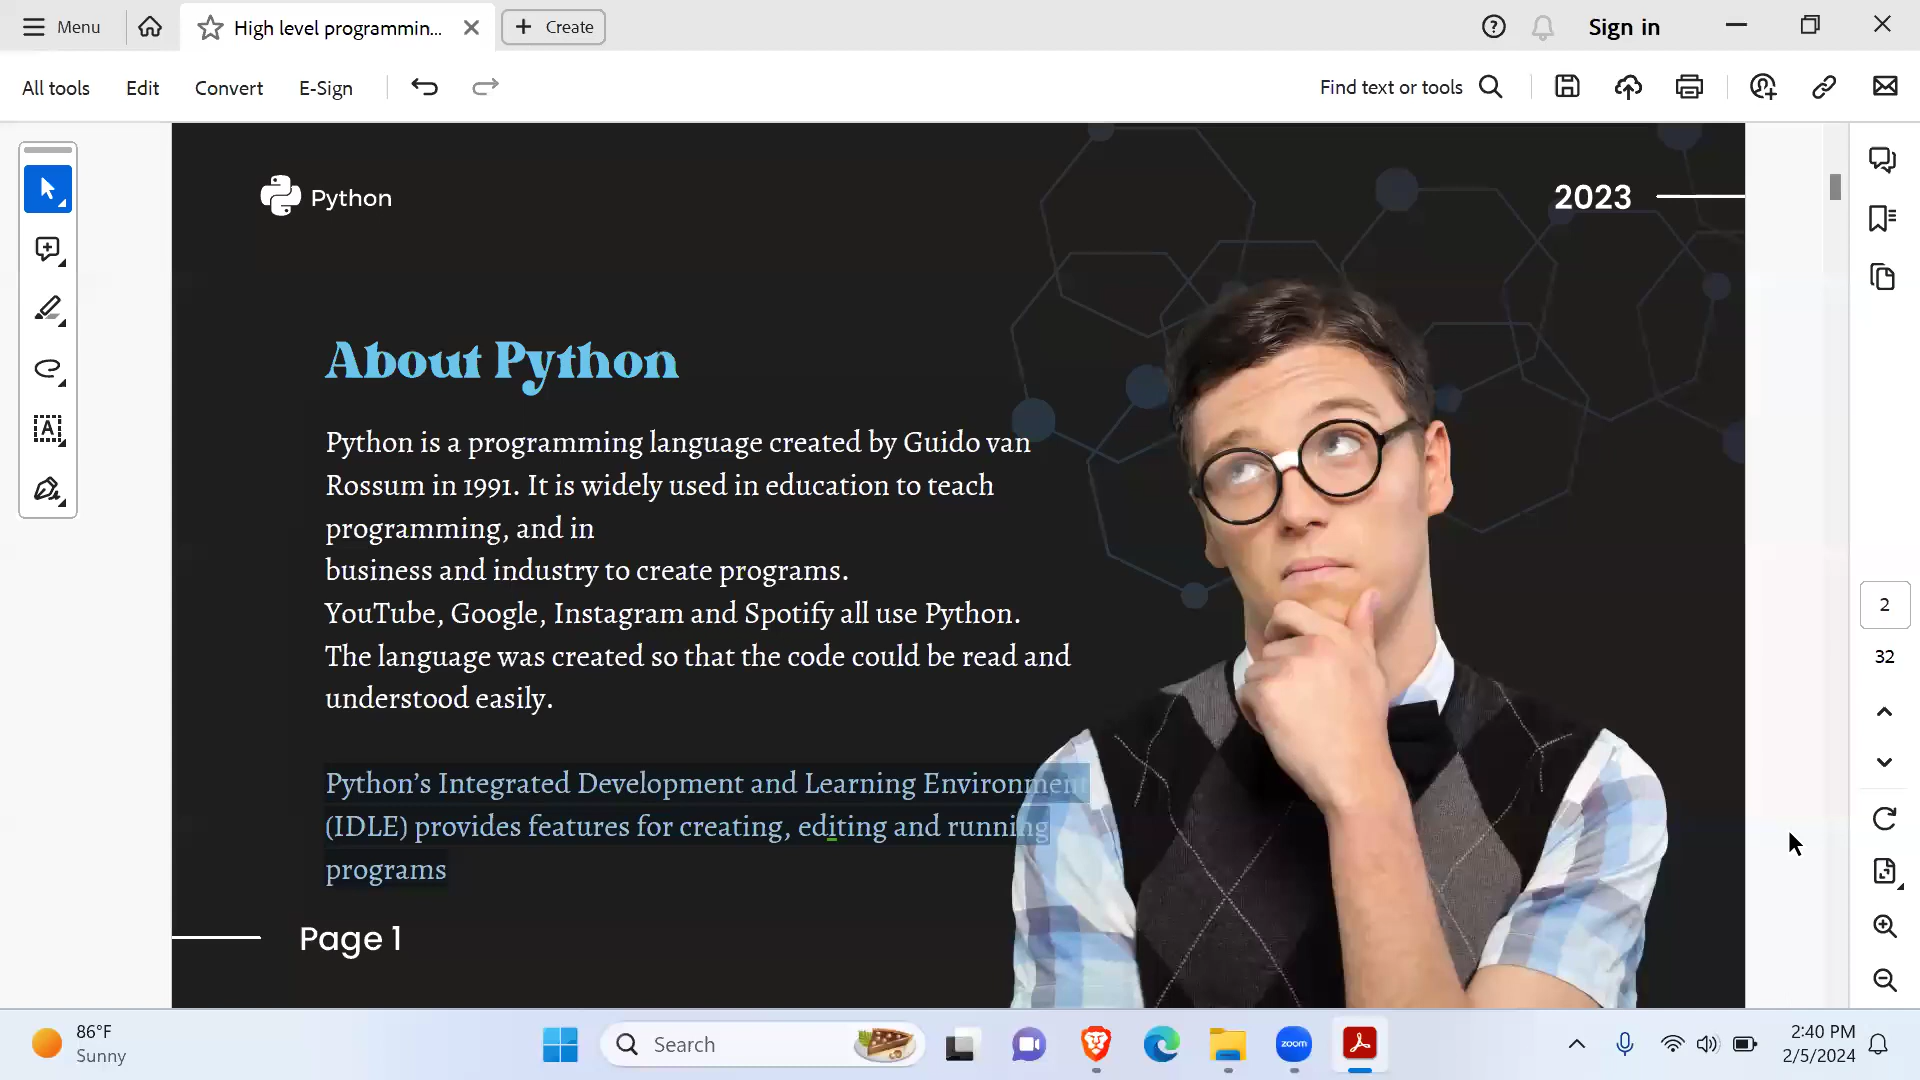 Menu
High level programmin...
Create
Sign in
All tools
Edit
Convert
E-Sign
Find text or tools
Python
2023
About Python
Python is a programming language created by Guido van
Rossum in 1991. It is widely used in education to teach
programming, and in
business and industry to create programs.
YouTube, Google, Instagram and Spotify all use Python.
The language was created so that the code could be read and
understood easily.
Python’s Integrated Development and Learning Environment
(IDLE) provides features for creating, editing and running
programs
Page 1
2
32
86°F
Sunny
Search
zoom
2:40 PM
2/5/2024